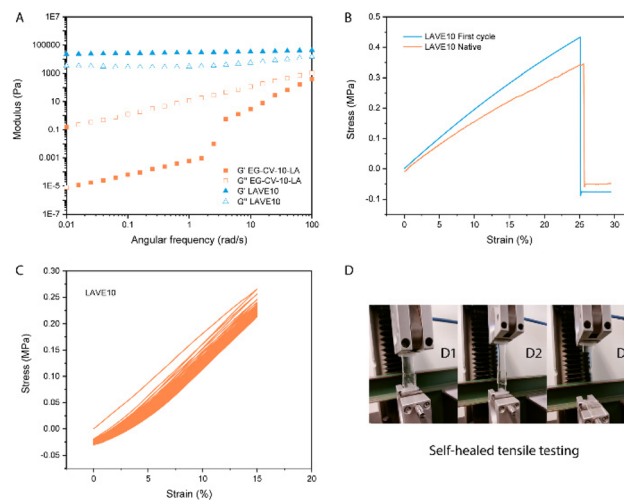 A
1E7
100000
1000
10
0.1
0.001
1E-5
1E-7
0.01
0.1
1
10
100
Modulus (Pa)
Angular frequency (rad/s)
G' EG-CV-10-LA
G" EG-CV-10-LA
G' LAVE10
G" LAVE10
B
LAVE10 First cycle
LAVE10 Native
0.5
0.4
0.3
0.2
0.1
0.0
-0.1
0
5
10
15
20
25
30
Stress (MPa)
Strain (%)
C
LAVE10
0.30
0.25
0.20
0.15
0.10
0.05
0.00
-0.05
0
5
10
15
20
Stress (MPa)
Strain (%)
D
D1
D2
Self-healed tensile testing